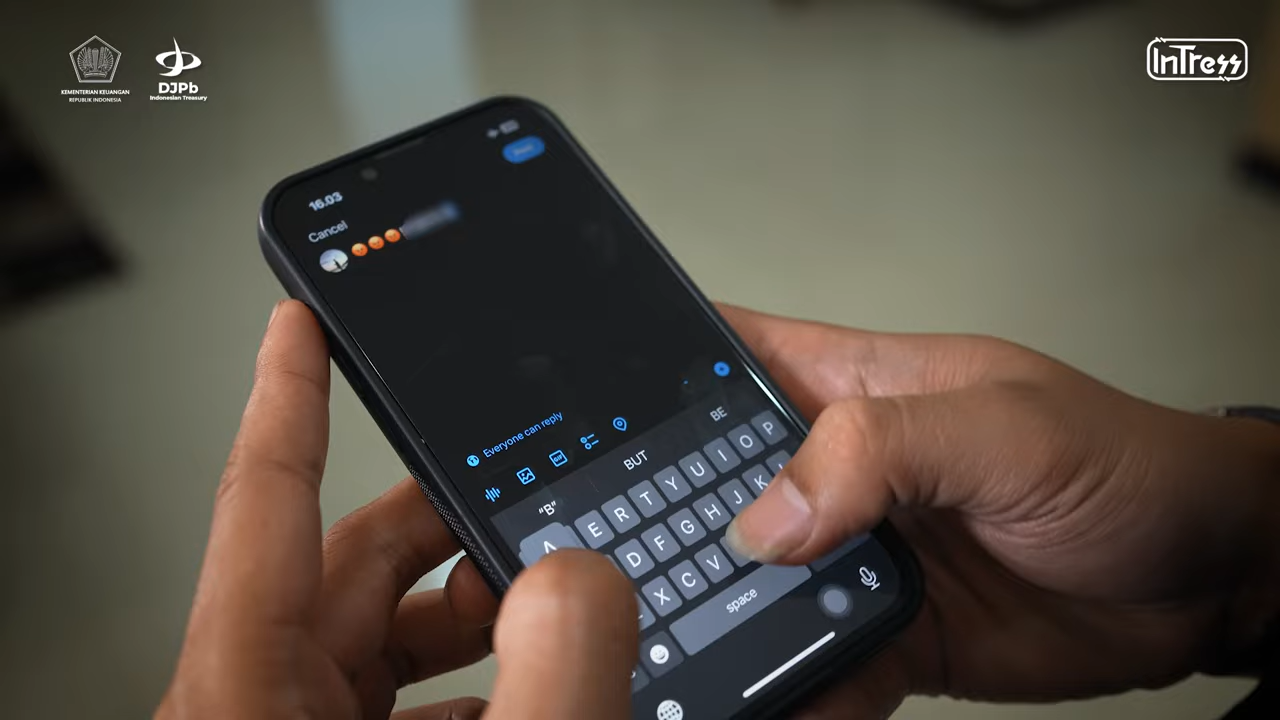 KEMENTERIAN KEUANGAN
REPUBLIK INDONESIA
DJPb
Indonesian Treasury
InTress
16.03
Cancel
Everyone can reply
"B"
BUT
BE
E R T Y U I O P
D F G H J K L
X C V
space